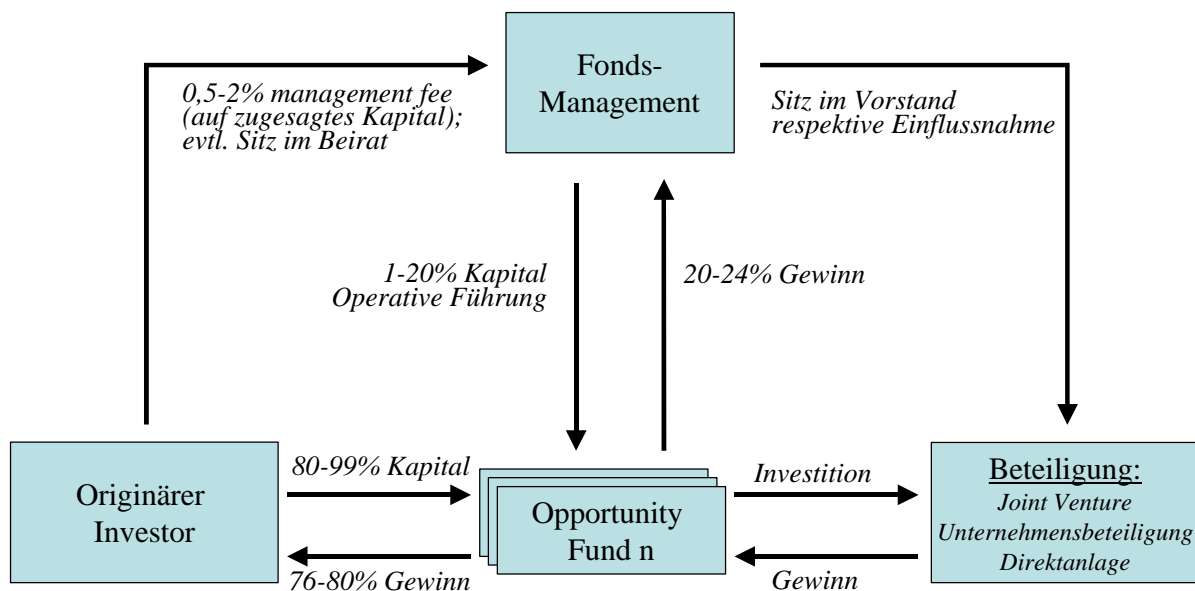 Fonds-
Management
0,5-2% management fee
(auf zugesagtes Kapital);
evtl. Sitz im Beirat
Sitz im Vorstand
respektive Einflussnahme
1-20% Kapital
Operative Führung
20-24% Gewinn
Originärer
Investor
80-99% Kapital
76-80% Gewinn
Opportunity
Fund n
Investition
Gewinn
Beteiligung:
Joint Venture
Unternehmensbeteiligung
Direktanlage